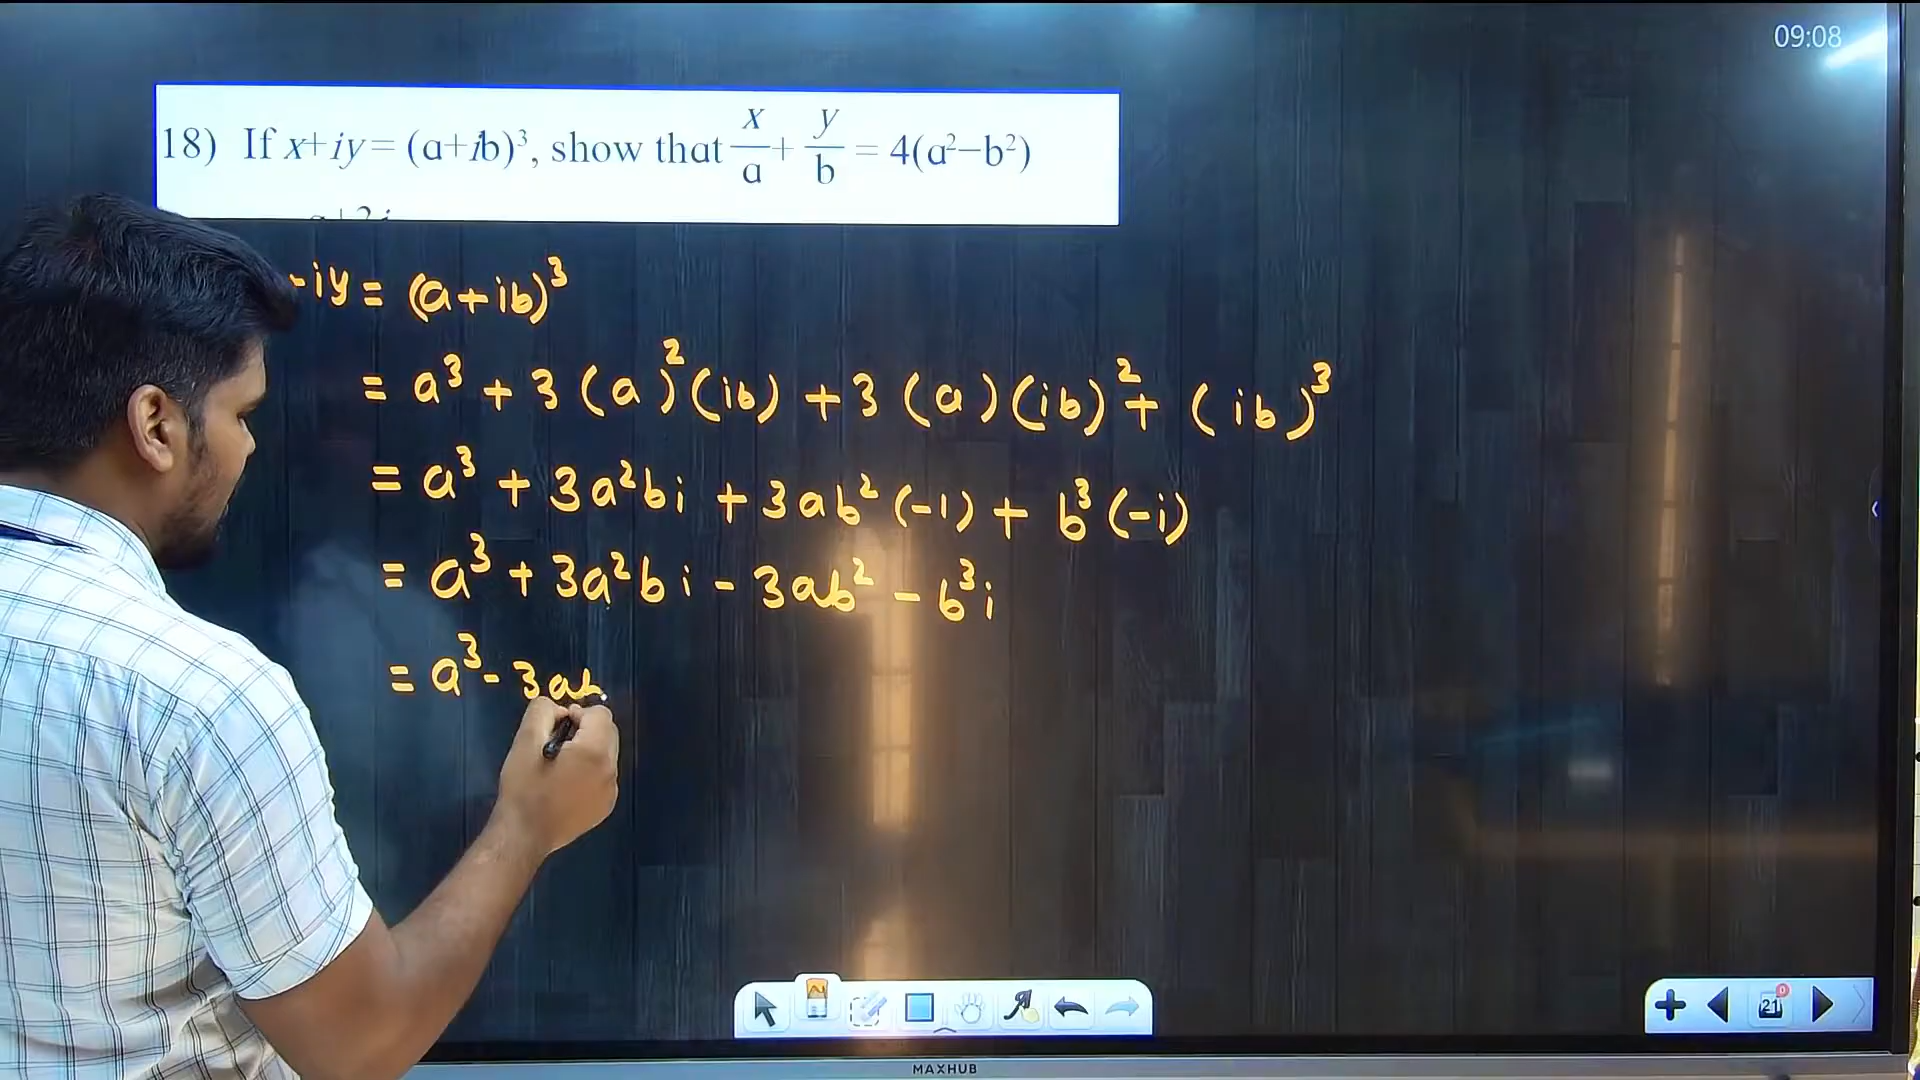 09:08
18) If x+iy = (a+ib)³, show that x/a + y/b = 4(a²−b²)
-iy = (a+ib)³
= a³ + 3(a)²(ib) + 3(a)(ib)² + (ib)³
= a³ + 3a²bi + 3ab²(-1) + b³(-i)
= a³ + 3a²bi - 3ab² - b³i
= a³ - 3ab
21
0
MAXHUB